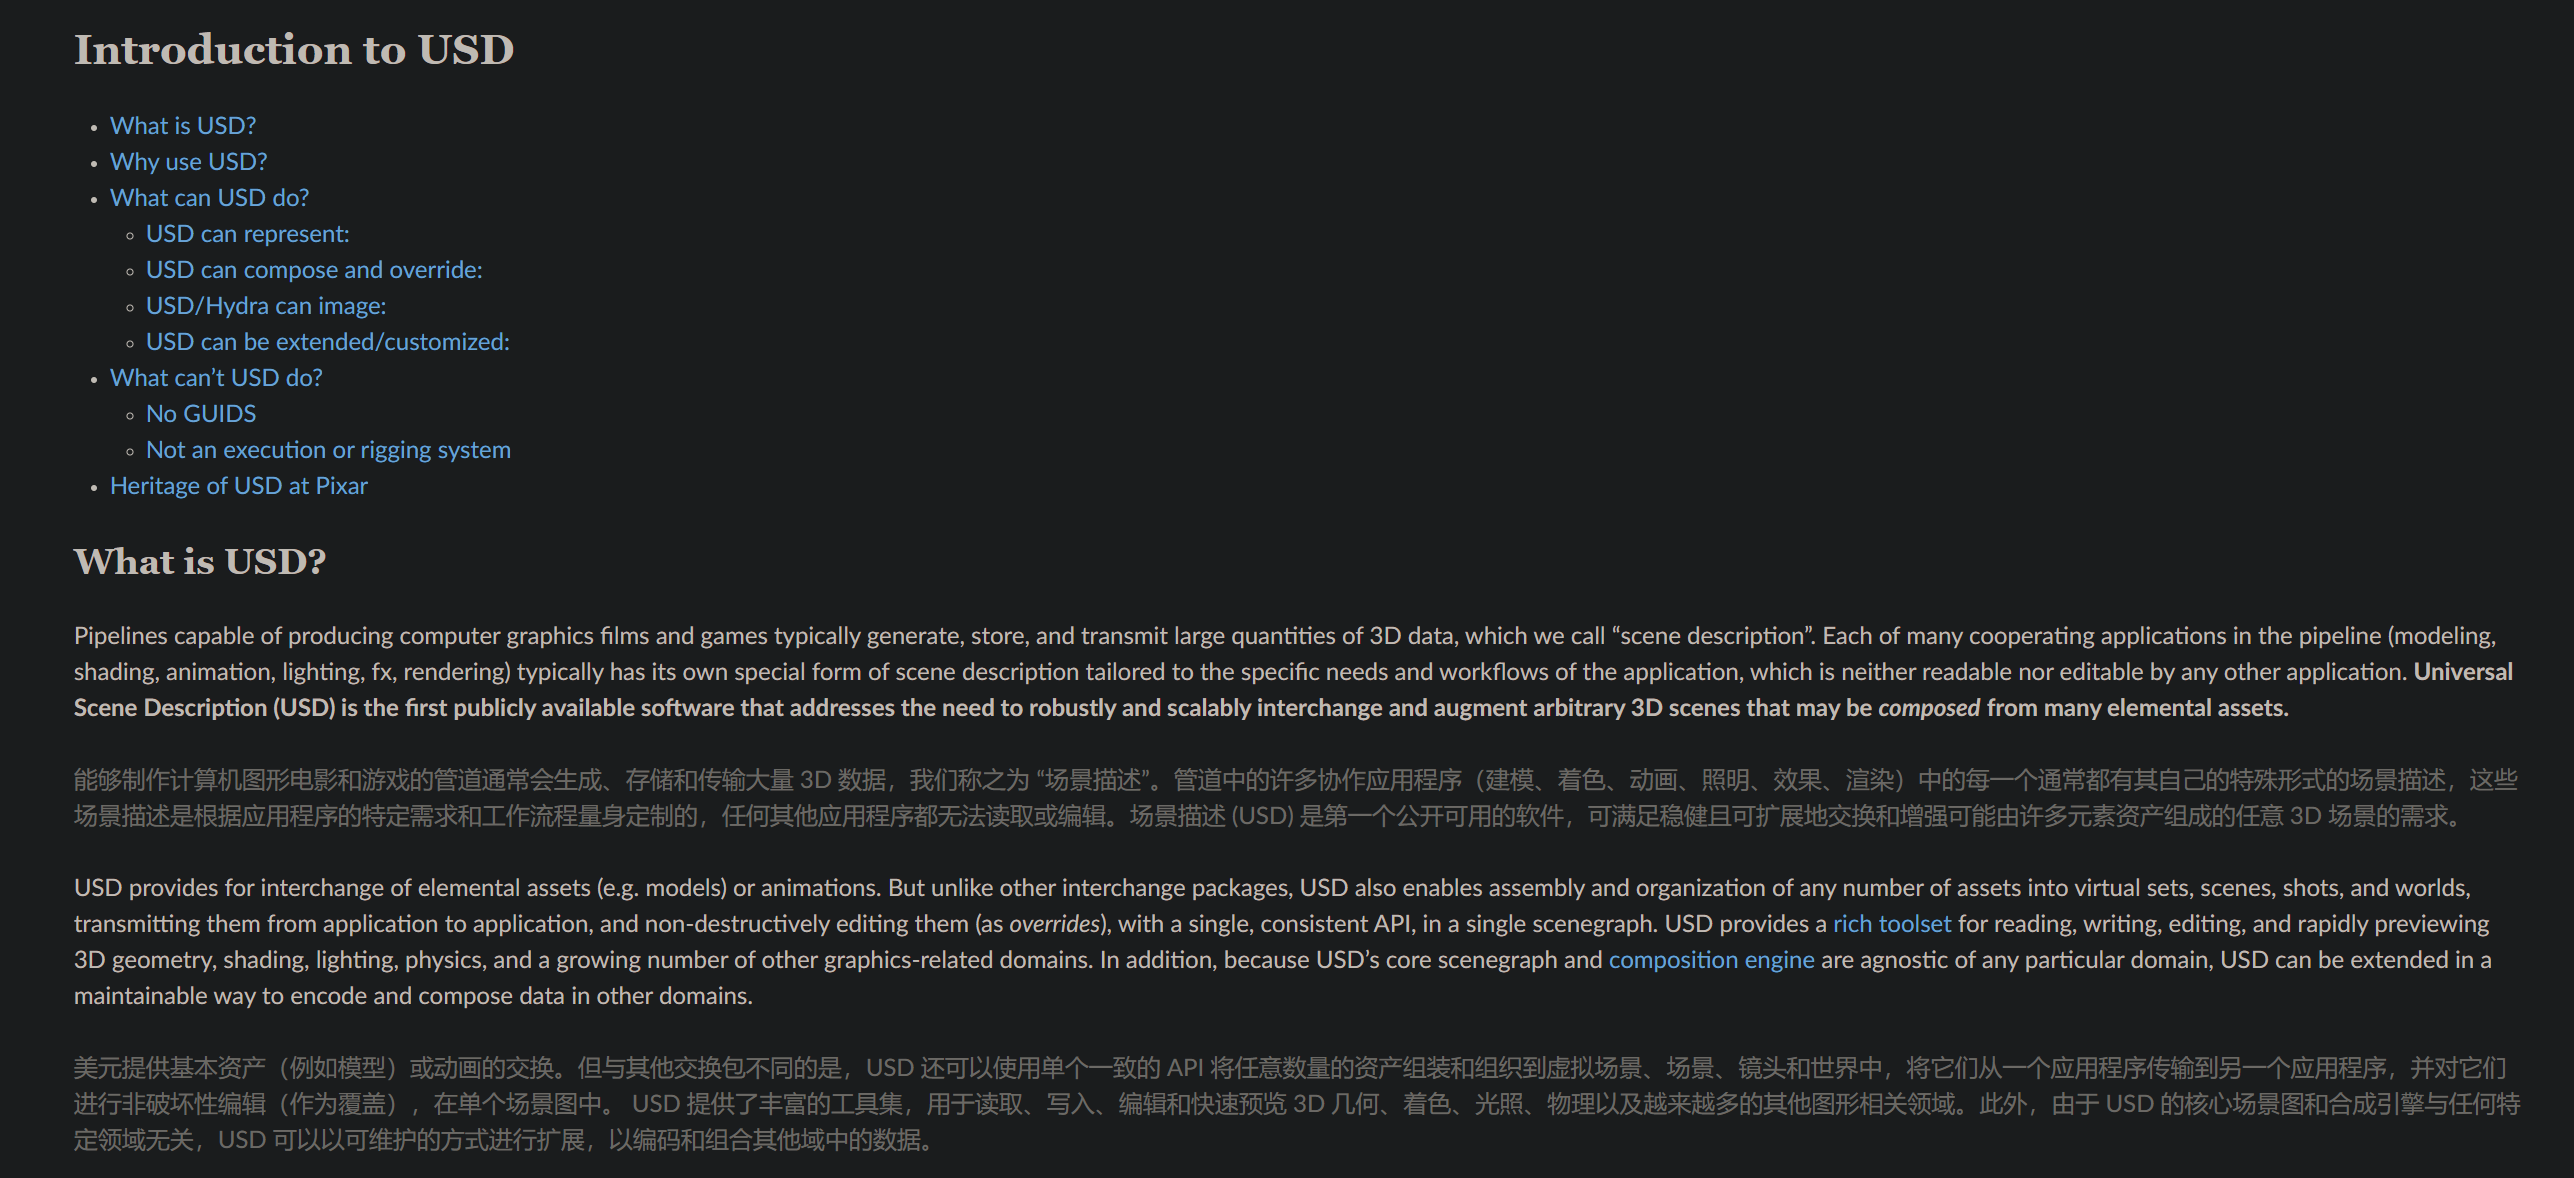 Introduction to USD
What is USD?
Why use USD?
What can USD do?
USD can represent:
USD can compose and override:
USD/Hydra can image:
USD can be extended/customized:
What can’t USD do?
No GUIDS
Not an execution or rigging system
Heritage of USD at Pixar
What is USD?
Pipelines capable of producing computer graphics films and games typically generate, store, and transmit large quantities of 3D data, which we call “scene description”. Each of many cooperating applications in the pipeline (modeling,
shading, animation, lighting, fx, rendering) typically has its own special form of scene description tailored to the specific needs and workflows of the application, which is neither readable nor editable by any other application. Universal
Scene Description (USD) is the first publicly available software that addresses the need to robustly and scalably interchange and augment arbitrary 3D scenes that may be composed from many elemental assets.
能够制作计算机图形电影和游戏的管道通常会生成、存储和传输大量 3D 数据，我们称之为 “场景描述”。管道中的许多协作应用程序（建模、着色、动画、照明、效果、渲染）中的每一个通常都有其自己的特殊形式的场景描述，这些
场景描述是根据应用程序的特定需求和工作流程量身定制的，任何其他应用程序都无法读取或编辑。场景描述 (USD) 是第一个公开可用的软件，可满足稳健且可扩展地交换和增强可能由许多元素资产组成的任意 3D 场景的需求。
USD provides for interchange of elemental assets (e.g. models) or animations. But unlike other interchange packages, USD also enables assembly and organization of any number of assets into virtual sets, scenes, shots, and worlds,
transmitting them from application to application, and non-destructively editing them (as overrides), with a single, consistent API, in a single scenegraph. USD provides a rich toolset for reading, writing, editing, and rapidly previewing
3D geometry, shading, lighting, physics, and a growing number of other graphics-related domains. In addition, because USD’s core scenegraph and composition engine are agnostic of any particular domain, USD can be extended in a
maintainable way to encode and compose data in other domains.
美元提供基本资产（例如模型）或动画的交换。但与其他交换包不同的是，USD 还可以使用单个一致的 API 将任意数量的资产组装和组织到虚拟场景、场景、镜头和世界中，将它们从一个应用程序传输到另一个应用程序，并对它们
进行非破坏性编辑（作为覆盖），在单个场景图中。 USD 提供了丰富的工具集，用于读取、写入、编辑和快速预览 3D 几何、着色、光照、物理以及越来越多的其他图形相关领域。此外，由于 USD 的核心场景图和合成引擎与任何特
定领域无关，USD 可以以可维护的方式进行扩展，以编码和组合其他域中的数据。